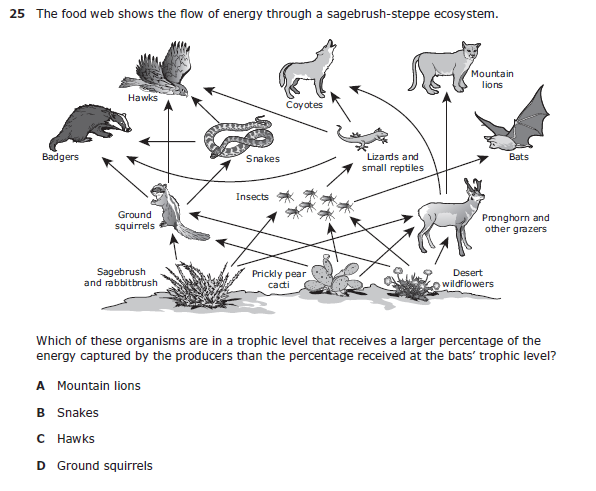 25 The food web shows the flow of energy through a sagebrush-steppe ecosystem.
Hawks
Coyotes
Mountain
lions
Badgers
Snakes
Lizards and
small reptiles
Bats
Insects
Ground
squirrels
Pronghorn and
other grazers
Sagebrush
and rabbitbrush
Prickly pear
cacti
Desert
wildflowers
Which of these organisms are in a trophic level that receives a larger percentage of the
energy captured by the producers than the percentage received at the bats' trophic level?
A Mountain lions
B Snakes
C Hawks
D Ground squirrels